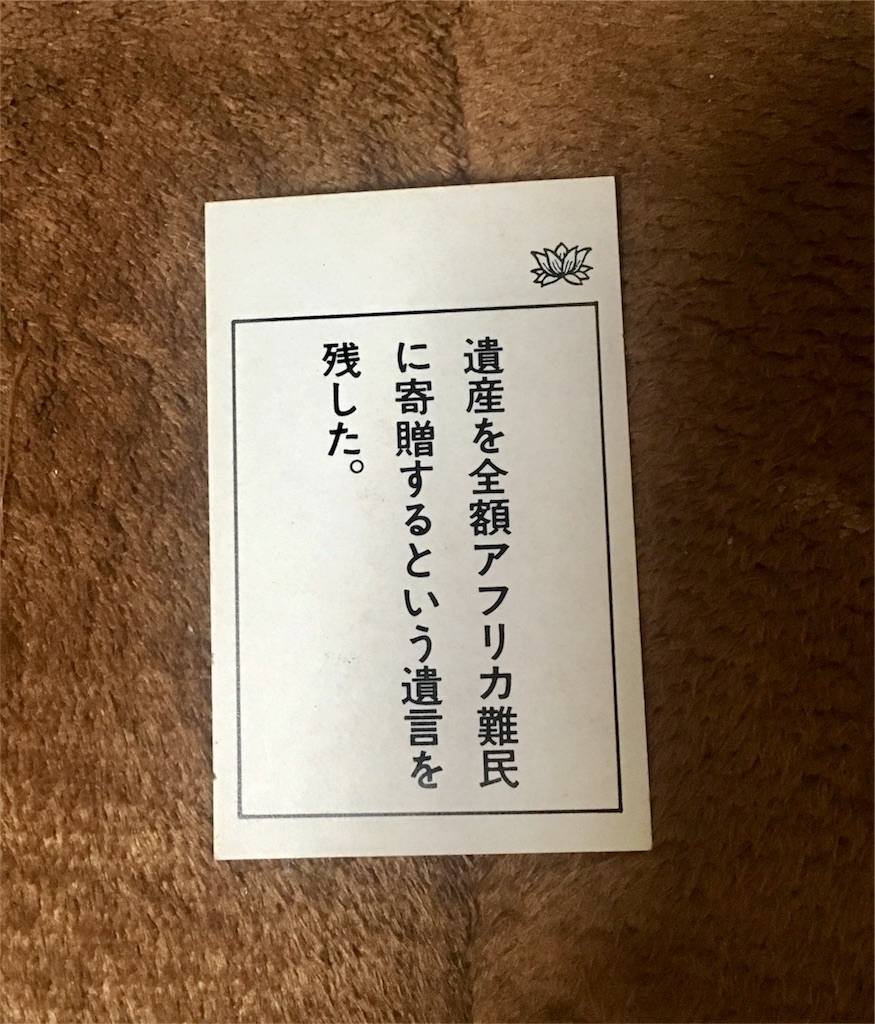 遺産を全額アフリカ難民
に寄贈するという遺言を
残した。